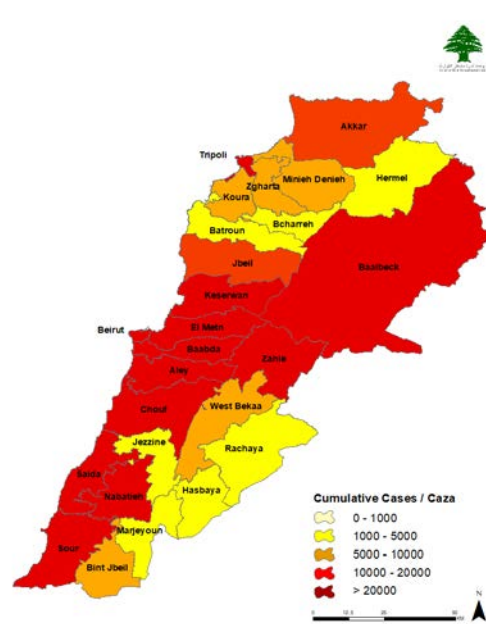 Akkar
Tripoli
Hermel
Zgharta
Minieh Denieh
Koura
Bcharreh
Batroun
Jbeil
Baalbeck
Keserwan
El Metn
Beirut
Baabda
Zahle
Aley
Chouf
West Bekaa
Jezzine
Rachaya
Saida
Hasbaya
Nabatieh
Marjeyoun
Sour
Bint Jbeil
Cumulative Cases / Caza
0 - 1000
1000 - 5000
5000 - 10000
10000 - 20000
> 20000
N